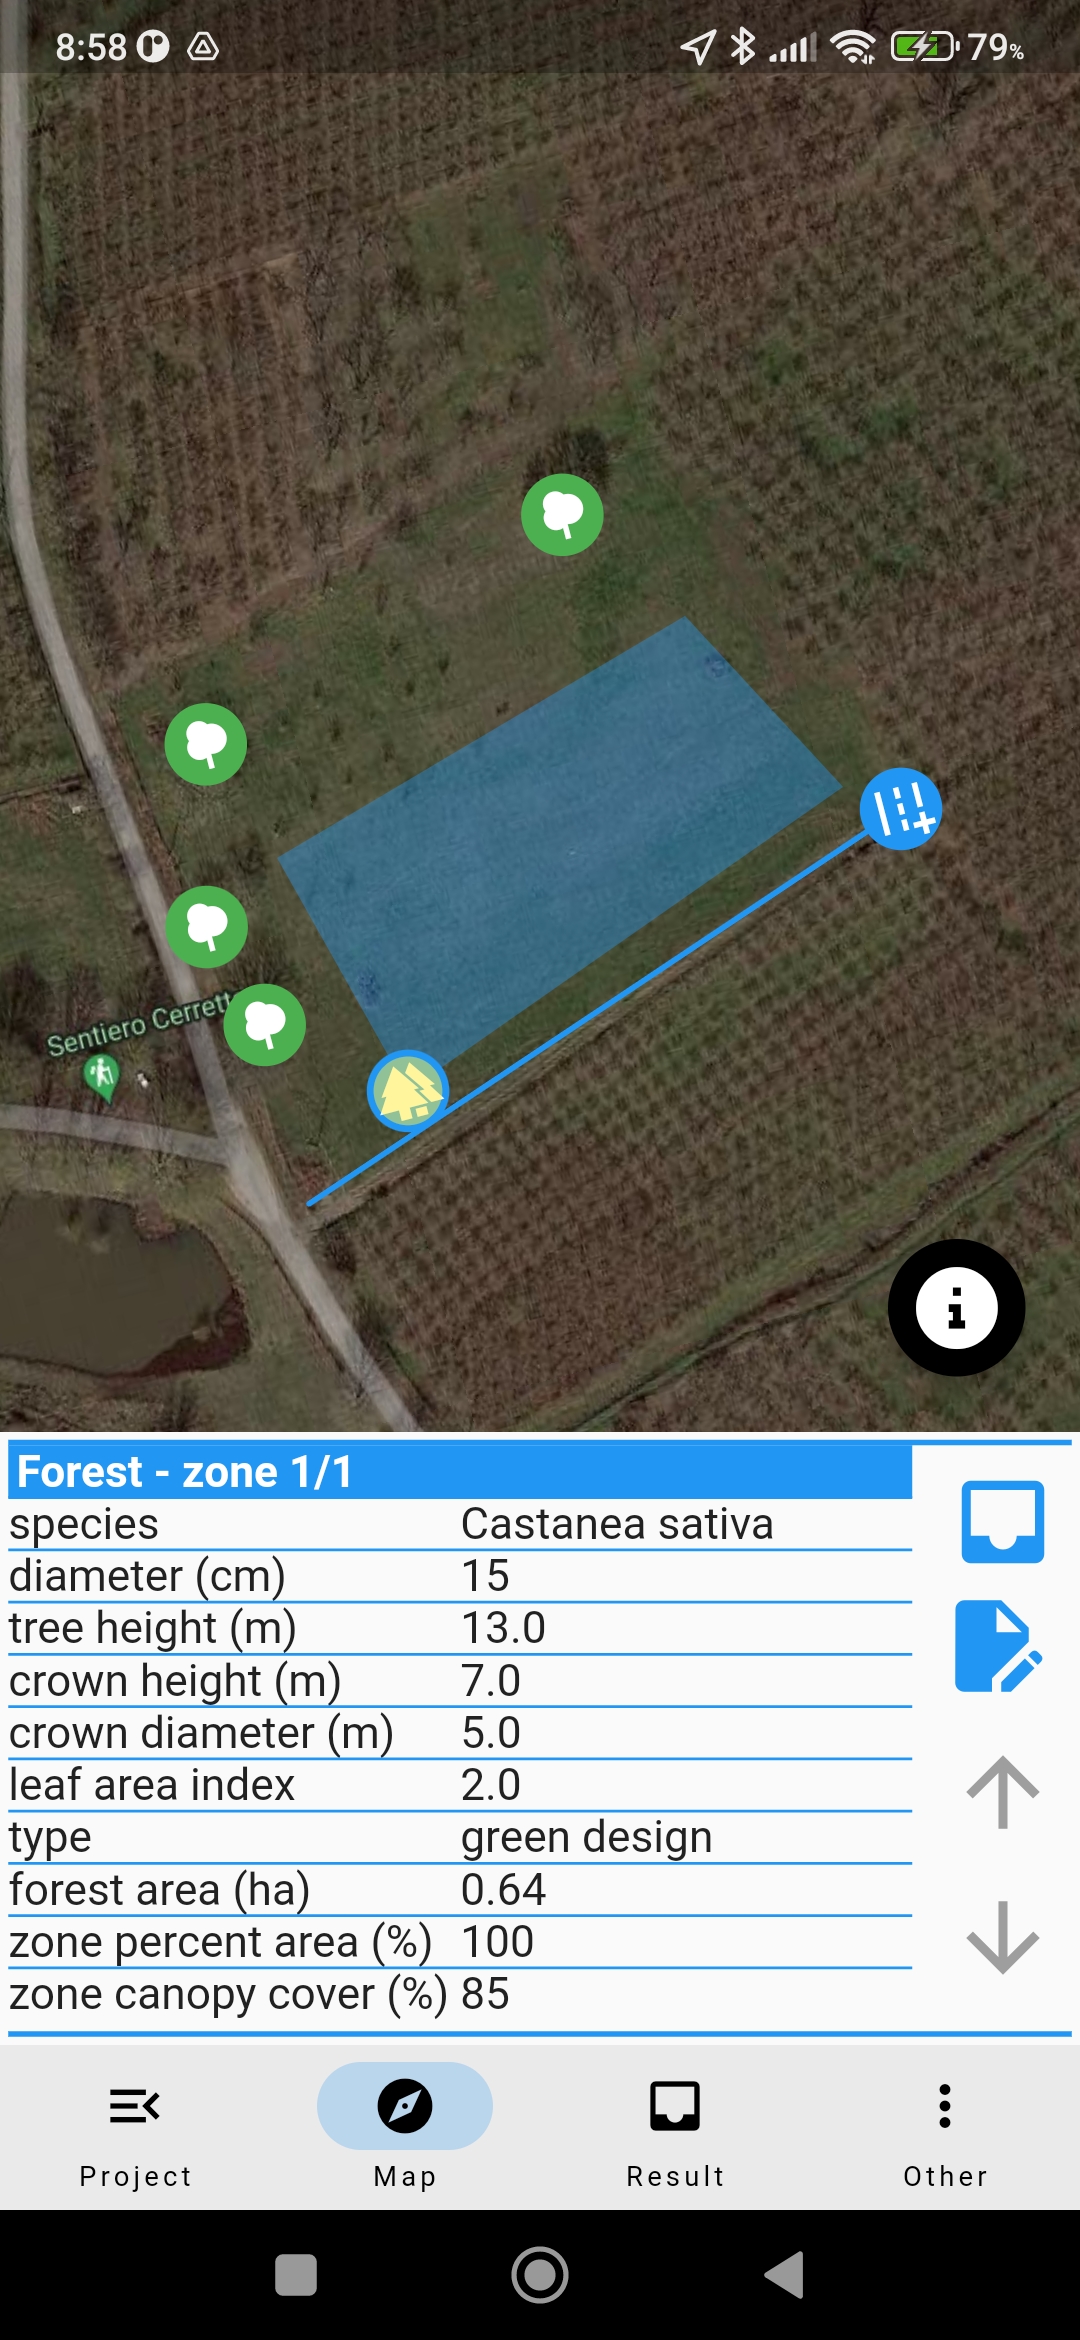 8:58 79%
Sentiero Cerrett
Forest - zone 1/1
species Castanea sativa
diameter (cm) 15
tree height (m) 13.0
crown height (m) 7.0
crown diameter (m) 5.0
leaf area index 2.0
type green design
forest area (ha) 0.64
zone percent area (%) 100
zone canopy cover (%) 85
Project Map Result Other